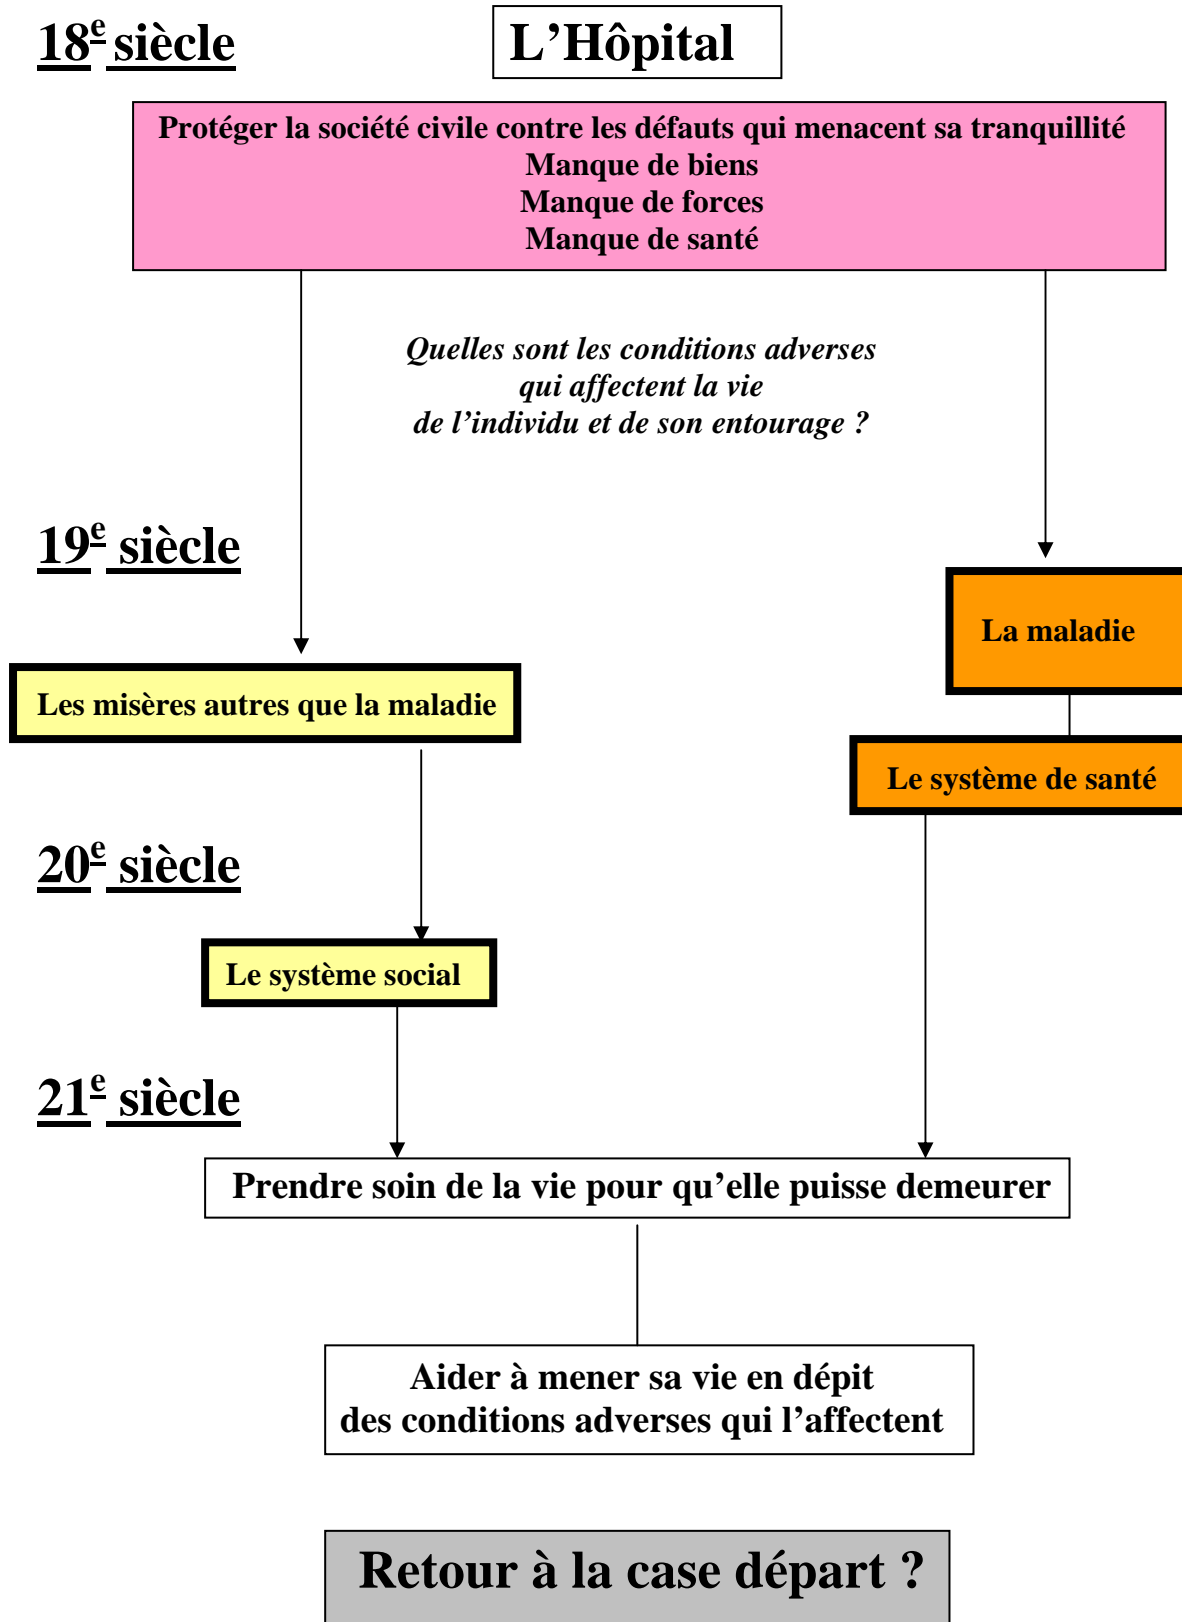 18e siècle
L’Hôpital
Protéger la société civile contre les défauts qui menacent sa tranquillité
Manque de biens
Manque de forces
Manque de santé
Quelles sont les conditions adverses
qui affectent la vie
de l’individu et de son entourage ?
19e siècle
La maladie
Les misères autres que la maladie
Le système de santé
20e siècle
Le système social
21e siècle
Prendre soin de la vie pour qu’elle puisse demeurer
Aider à mener sa vie en dépit
des conditions adverses qui l’affectent
Retour à la case départ ?